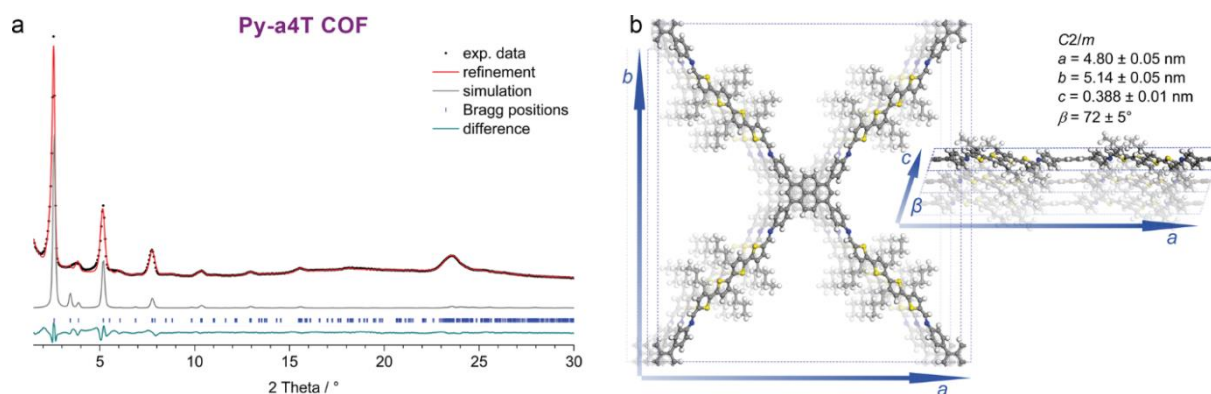 a
Py-a4T COF
exp. data
refinement
simulation
Bragg positions
difference
5
10
15
20
25
30
2 Theta / °
b
C2/m
a = 4.80 ± 0.05 nm
b = 5.14 ± 0.05 nm
c = 0.388 ± 0.01 nm
β = 72 ± 5°
b
c
β
a
a